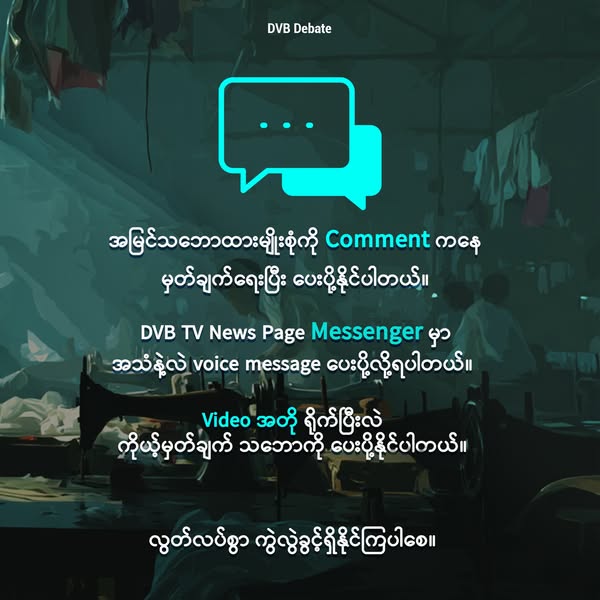 DVB Debate
အမြင်သဘောထားမျိုးစုံကို Comment ကနေ
မှတ်ချက်ရေးပြီး ပေးပို့နိုင်ပါတယ်။
DVB TV News Page Messenger မှာ
အသံနဲ့လဲ voice message ပေးပို့လို့ရပါတယ်။
Video အတို ရိုက်ပြီးလဲ
ကိုယ့်မှတ်ချက် သဘောကို ပေးပို့နိုင်ပါကယ်။
လွတ်လပ်စွာ ကွဲလွဲခွင့်ရှိနိုင်ကြပါစေ။